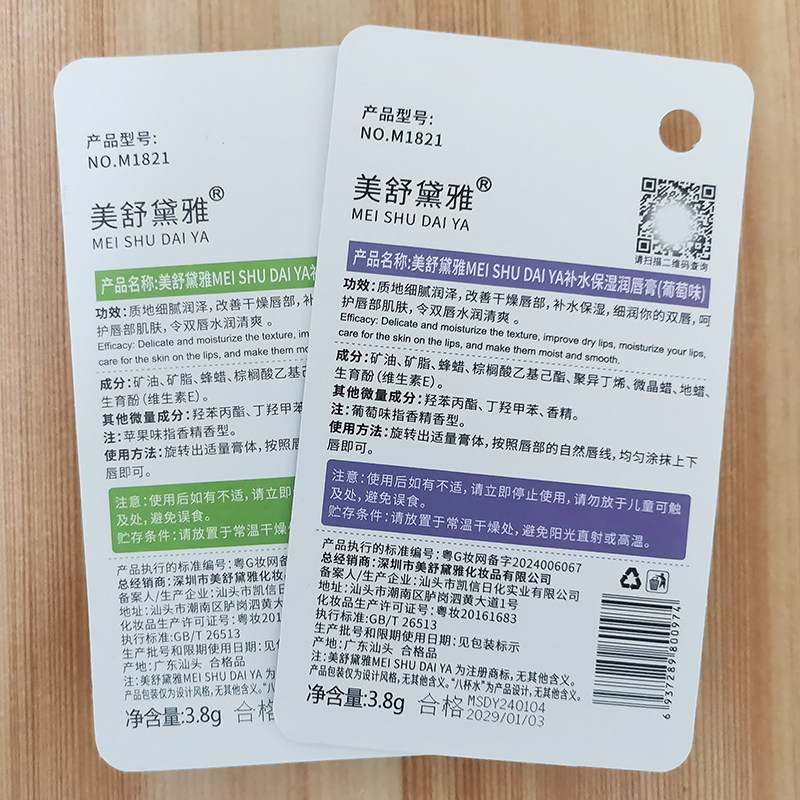 产品型号:
NO.M1821
美舒黛雅®
MEI SHU DAI YA
产品名称:美舒黛雅MEI SHU DAI YA补
功效:质地细腻润泽,改善干燥唇部,补
护唇部肌肤,令双唇水润清爽。
Efficacy: Delicate and moisturize the texture, im
care for the skin on the lips, and make them mo
成分:矿油、矿脂、蜂蜡、棕榈酸乙基己
生育酚(维生素E)。
其他微量成分:羟苯丙酯、丁羟甲苯
注:苹果味指香精香型。
使用方法:旋转出适量膏体,按照唇
唇即可。
注意:使用后如有不适,请立即
及处,避免误食。
贮存条件:请放置于常温干燥
产品执行的标准编号:粤G妆网备
总经销商:深圳市美舒黛雅化妆
备案人/生产企业:汕头市凯信日
地址:汕头市潮南区胪岗泗黄大
化妆品生产许可证号:粤妆20
执行标准:GB/T 26513
生产批号和限期使用日期:见包
产地:广东汕头 合格品
注:美舒黛雅MEI SHU DAI YA 为
产品包装仅为设计风格,无其他含义。“八
净含量:3.8g 合格
产品型号:
NO.M1821
美舒黛雅®
MEI SHU DAI YA
请扫描二维码查询
产品名称:美舒黛雅MEI SHU DAI YA补水保湿润唇膏(葡萄味)
功效:质地细腻润泽,改善干燥唇部,补水保湿,细润你的双唇,呵
护唇部肌肤,令双唇水润清爽。
Efficacy: Delicate and moisturize the texture, improve dry lips, moisturize your lips,
care for the skin on the lips, and make them moist and smooth.
成分:矿油、矿脂、蜂蜡、棕榈酸乙基己酯、聚异丁烯、微晶蜡、地蜡、
生育酚(维生素E)。
其他微量成分:羟苯丙酯、丁羟甲苯、香精。
注:葡萄味指香精香型。
使用方法:旋转出适量膏体,按照唇部的自然唇线,均匀涂抹上下
唇即可。
注意:使用后如有不适,请立即停止使用,请勿放于儿童可触
及处,避免误食。
贮存条件:请放置于常温干燥处,避免阳光直射或高温。
产品执行的标准编号:粤G妆网备字2024006067
总经销商:深圳市美舒黛雅化妆品有限公司
备案人/生产企业:汕头市凯信日化实业有限公司
地址:汕头市潮南区胪岗泗黄大道1号
化妆品生产许可证号:粤妆20161683
执行标准:GB/T 26513
生产批号和限期使用日期:见包装标示
产地:广东汕头 合格品
注:美舒黛雅MEI SHU DAI YA 为注册商标,无其他含义。
产品包装仅为设计风格,无其他含义。“八杯水”为产品设计,无其他含义。
净含量:3.8g 合格 MSDY240104
2029/01/03
6 937289 800974